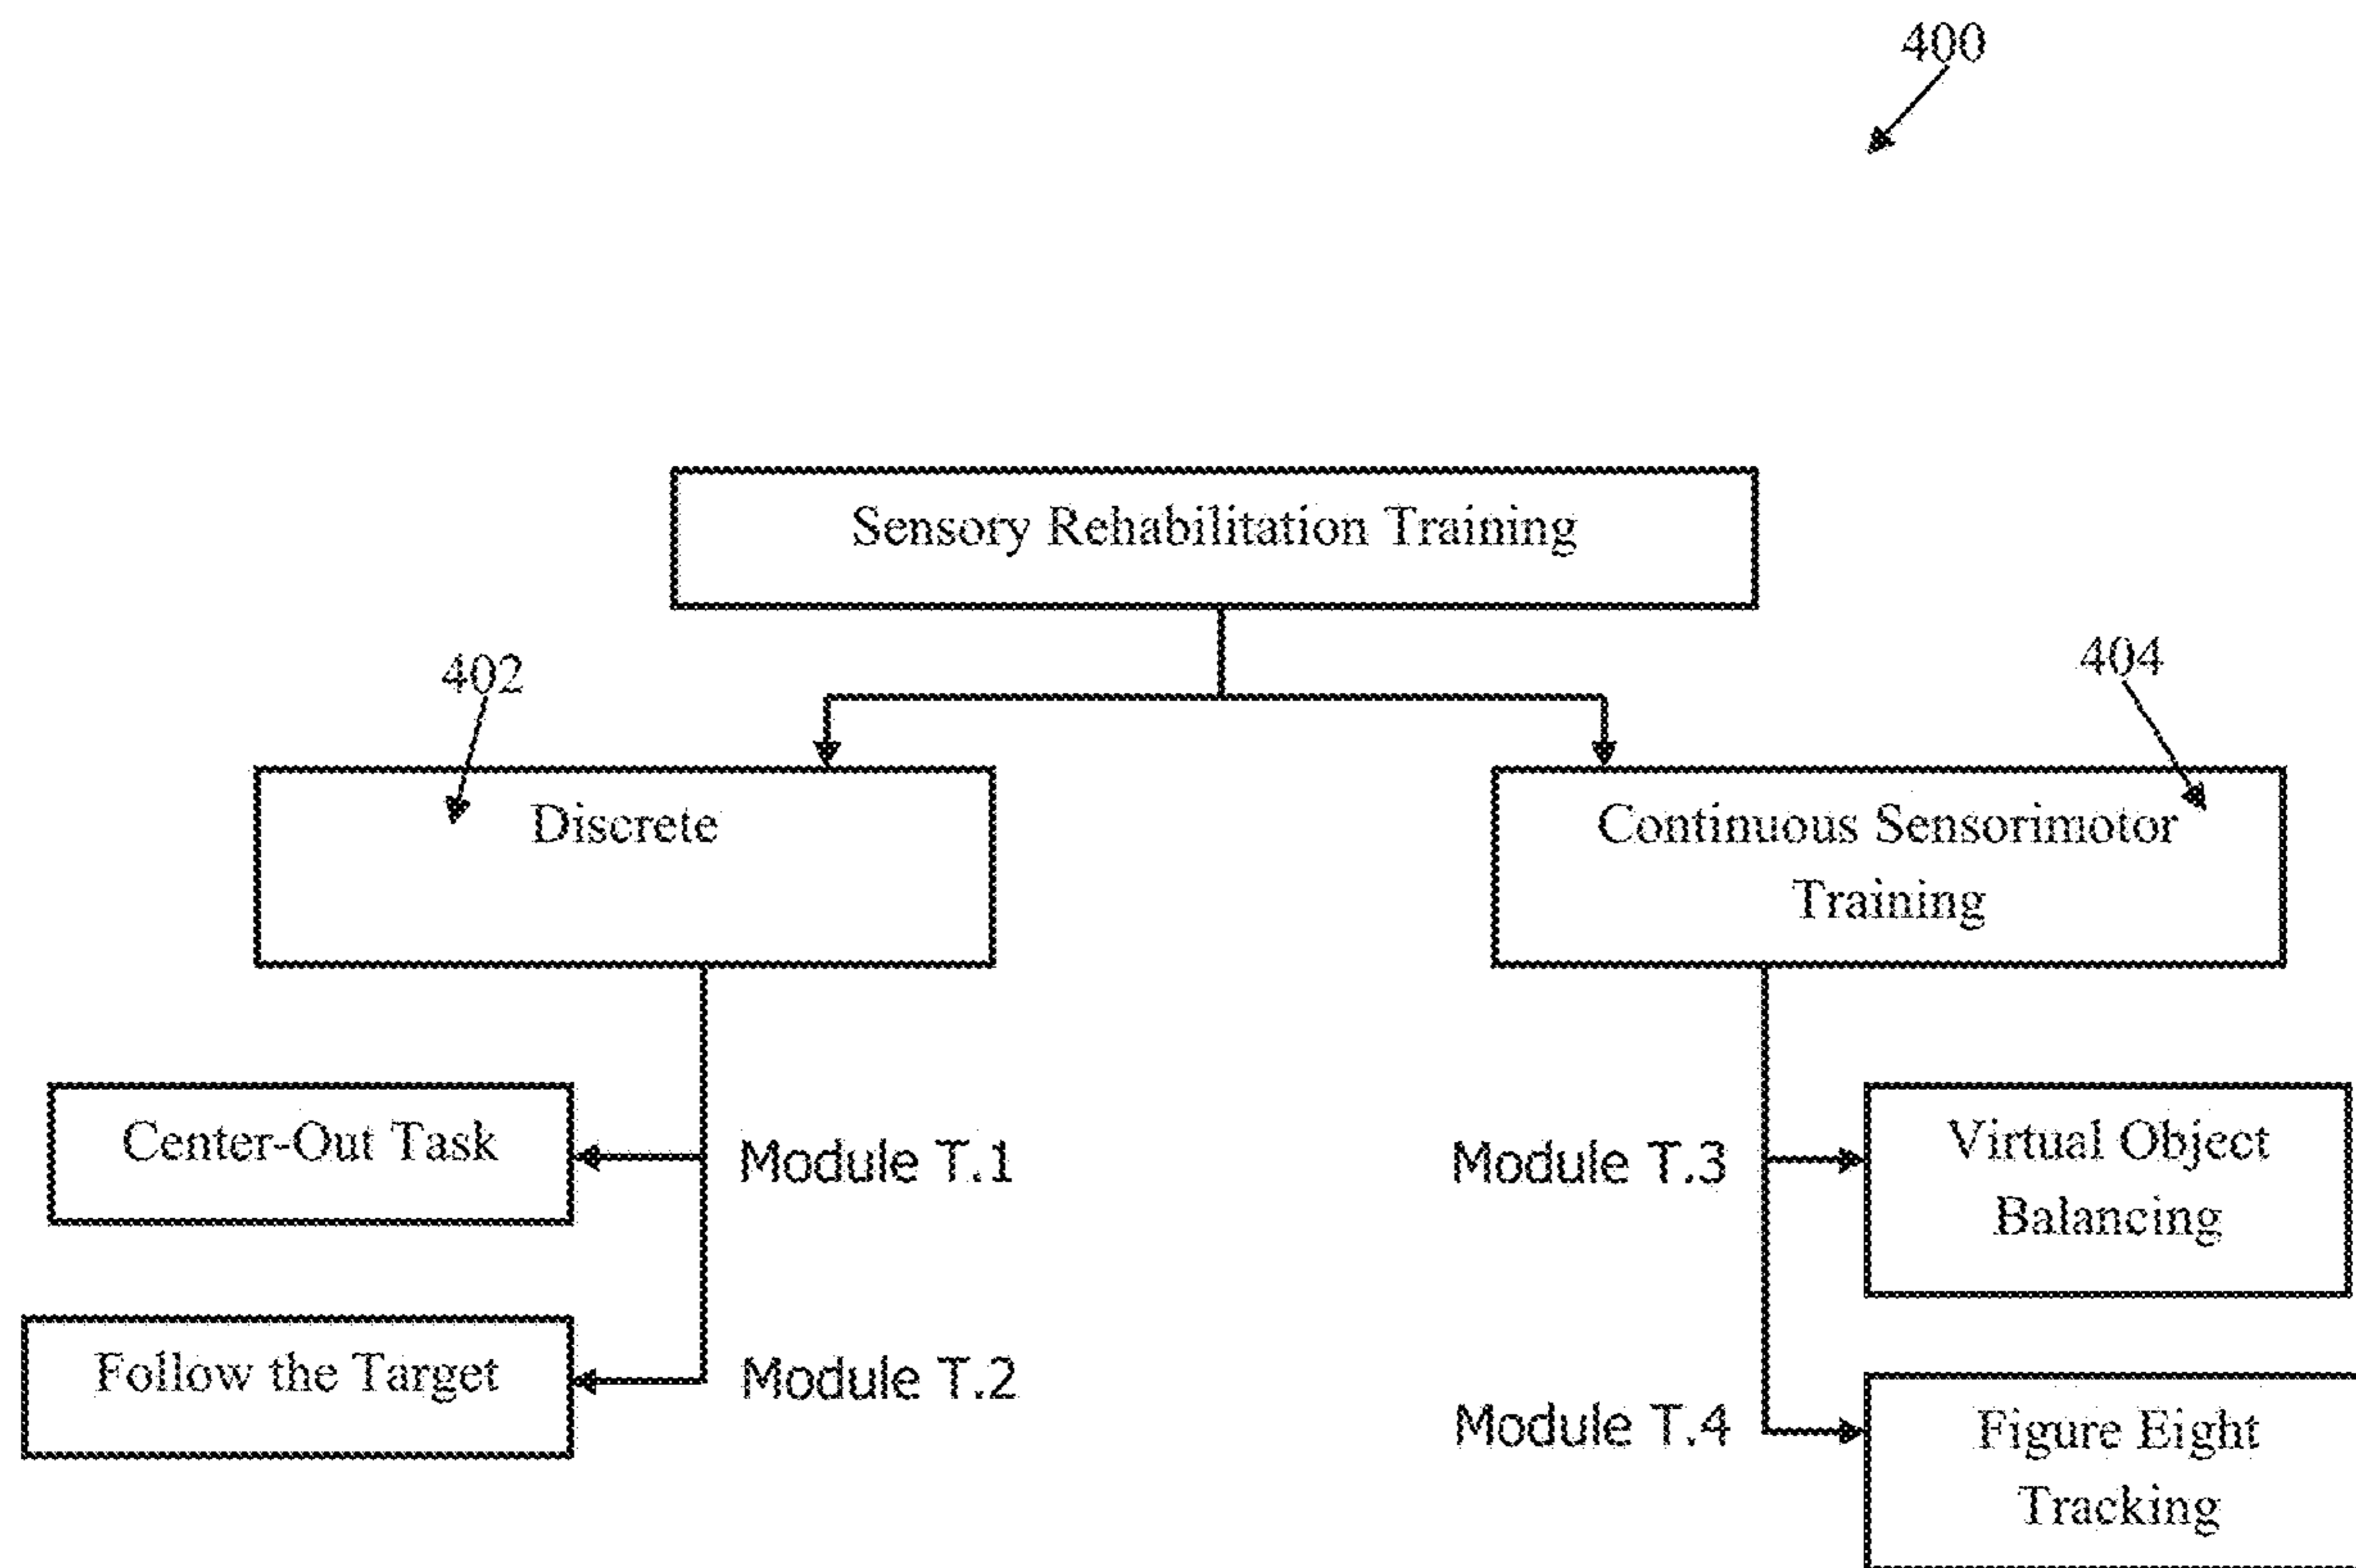 400
Sensory Rehabilitation Training
402
404
Discrete
Continuous Sensorimotor
Training
Center-Out Task
Module T.1
Module T.3
Virtual Object
Balancing
Follow the Target
Module T.2
Module T.4
Figure Eight
Tracking